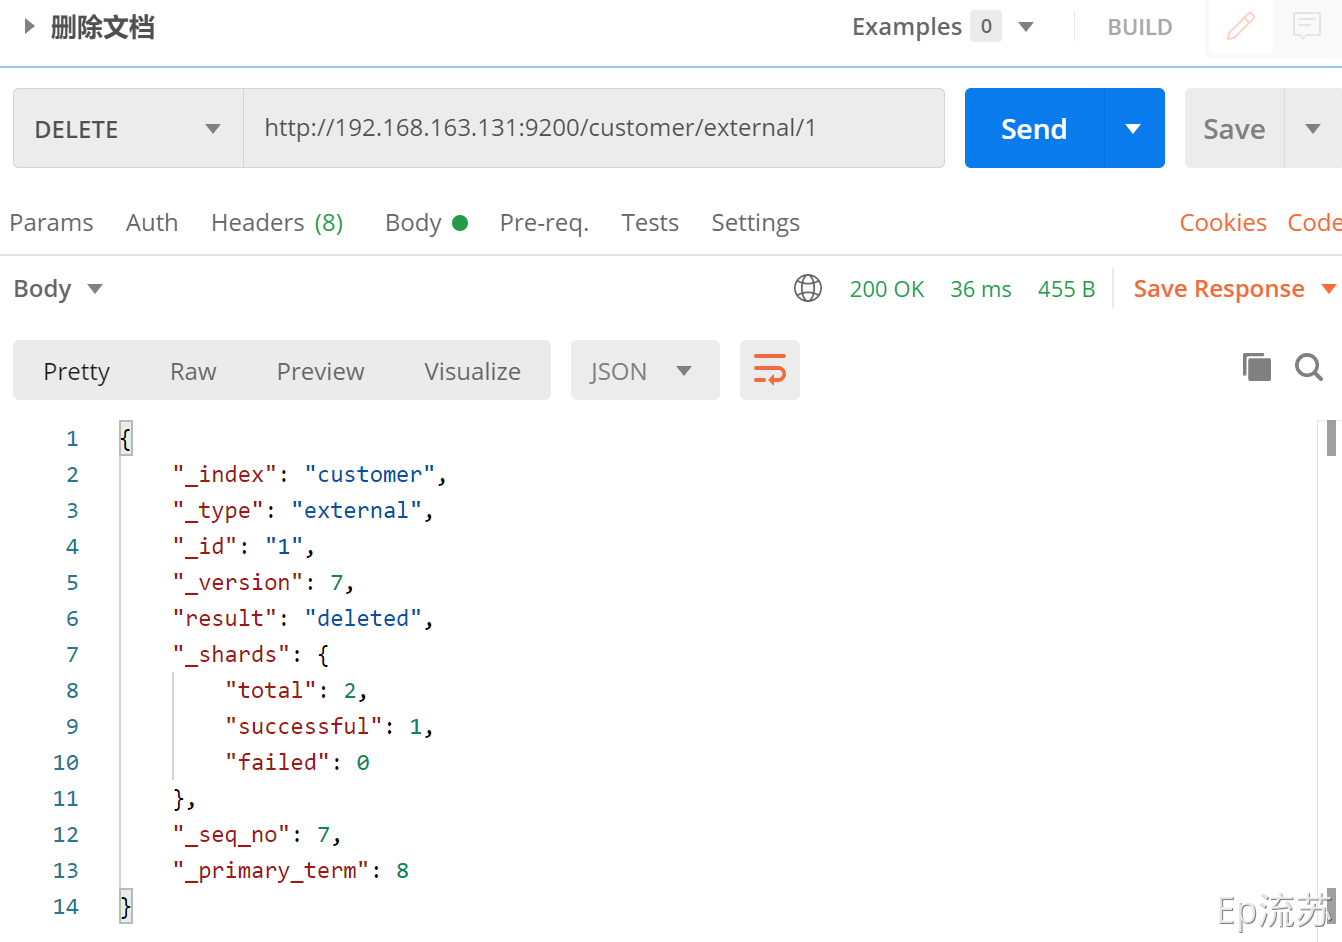 删除文档 Examples 0 BUILD
DELETE http://192.168.163.131:9200/customer/external/1 Send Save
Params Auth Headers (8) Body Pre-req. Tests Settings Cookies Code
Body 200 OK 36 ms 455 B Save Response
Pretty Raw Preview Visualize JSON
1 {
2 "_index": "customer",
3 "_type": "external",
4 "_id": "1",
5 "_version": 7,
6 "result": "deleted",
7 "_shards": {
8 "total": 2,
9 "successful": 1,
10 "failed": 0
11 },
12 "_seq_no": 7,
13 "_primary_term": 8
14 }
Ep流苏